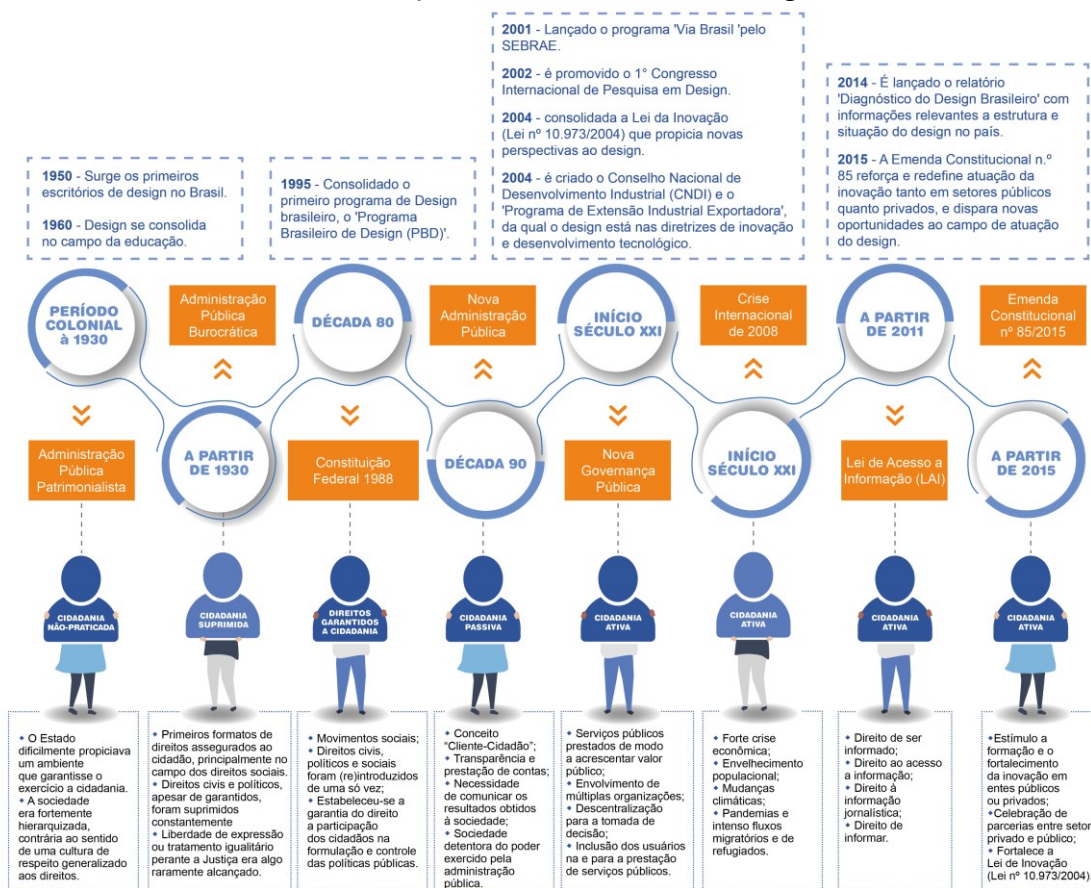 1950 - Surge os primeiros
escritórios de design no Brasil.
1960 - Design se consolida
no campo da educação.
1995 - Consolidado o
primeiro programa de Design
brasileiro, o 'Programa
Brasileiro de Design (PBD)'.
2001 - Lançado o programa 'Via Brasil 'pelo
SEBRAE.
2002 - é promovido o 1° Congresso
Internacional de Pesquisa em Design.
2004 - consolidada a Lei da Inovação
(Lei nº 10.973/2004) que propicia novas
perspectivas ao design.
2004 - é criado o Conselho Nacional de
Desenvolvimento Industrial (CNDI) e o
'Programa de Extensão Industrial Exportadora',
da qual o design está nas diretrizes de inovação
e desenvolvimento tecnológico.
2014 - É lançado o relatório
'Diagnóstico do Design Brasileiro' com
informações relevantes a estrutura e
situação do design no país.
2015 - A Emenda Constitucional n.º
85 reforça e redefine atuação da
inovação tanto em setores públicos
quanto privados, e dispara novas
oportunidades ao campo de atuação
do design.
PERÍODO
COLONIAL
à 1930
Administração
Pública
Burocrática
DÉCADA 80
Nova
Administração
Pública
INÍCIO
SÉCULO XXI
Crise
Internacional
de 2008
A PARTIR
DE 2011
Emenda
Constitucional
nº 85/2015
Administração
Pública
Patrimonialista
A PARTIR
DE 1930
Constituição
Federal 1988
DÉCADA 90
Nova
Governança
Pública
INÍCIO
SÉCULO XXI
Lei de Acesso a
Informação (LAI)
A PARTIR
DE 2015
CIDADANIA
NÃO-PRATICADA
CIDADANIA
SUPRIMIDA
DIREITOS
GARANTIDOS
A CIDADANIA
CIDADANIA
PASSIVA
CIDADANIA
ATIVA
CIDADANIA
ATIVA
CIDADANIA
ATIVA
CIDADANIA
ATIVA
O Estado
dificilmente propiciava
um ambiente
que garantisse o
exercício a cidadania.
A sociedade
era fortemente
hierarquizada,
contrária ao sentido
de uma cultura de
respeito generalizado
aos direitos.
Primeiros formatos de
direitos assegurados ao
cidadão, principalmente no
campo dos direitos sociais.
Direitos civis e políticos,
apesar de garantidos,
foram suprimidos
constantemente
Liberdade de expressão
ou tratamento igualitário
perante a Justiça era algo
raramente alcançado.
Movimentos sociais;
Direitos civis,
políticos e sociais
foram (re)introduzidos
de uma só vez;
Estabeleceu-se a
garantia do direito
a participação
dos cidadãos na
formulação e controle
das políticas públicas.
Conceito
“Cliente-Cidadão”;
Transparência e
prestação de contas;
Necessidade
de comunicar os
resultados obtidos
à sociedade;
Sociedade
detentora do poder
exercido pela
administração
pública.
Serviços públicos
prestados de modo
a acrescentar valor
público;
Envolvimento de
múltiplas organizações;
Descentralização
para a tomada de
decisão;
Inclusão dos usuários
na e para a prestação
de serviços públicos.
Forte crise
econômica;
Envelhecimento
populacional;
Mudanças
climáticas;
Pandemias e
intenso fluxos
migratórios e de
refugiados.
Direito de ser
informado;
Direito ao acesso
a informação;
Direito à
informação
jornalística;
Direito de
informar.
Estímulo a
formação e o
fortalecimento
da inovação em
entes públicos
ou privados;
Celebração de
parcerias entre setor
privado e público;
Fortalece a
Lei de Inovação
(Lei nº 10.973/2004)